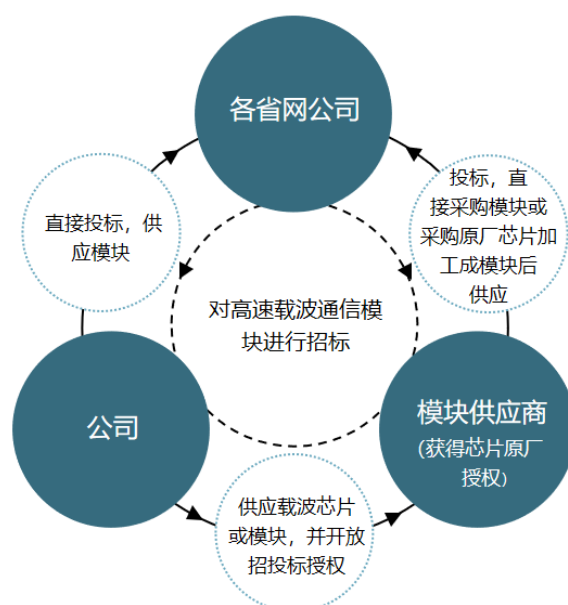 各省网公司
直接投标，供
应模块
投标，直
接采购模块或
采购原厂芯片加
工成模块后
供应
对高速载波通信模
块进行招标
公司
模块供应商
(获得芯片原厂
授权)
供应载波芯片
或模块，并开放
招投标授权